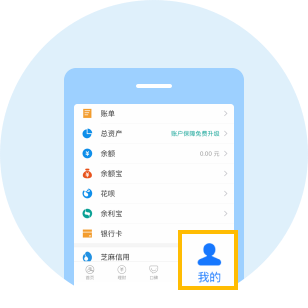 账单
总资产 账户保障免费升级
余额 0.00 元
余额宝
花呗
余利宝
银行卡
芝麻信用
首页 理财 口碑 我的